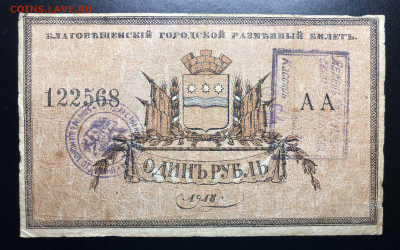 COINS.LAVE.RU
БЛАГОВѢЩЕНСКІЙ ГОРОДСКОЙ РАЗМѢННЫЙ БИЛЕТЪ.
122568
АА
ОДИНЪ РУБЛЬ
1918